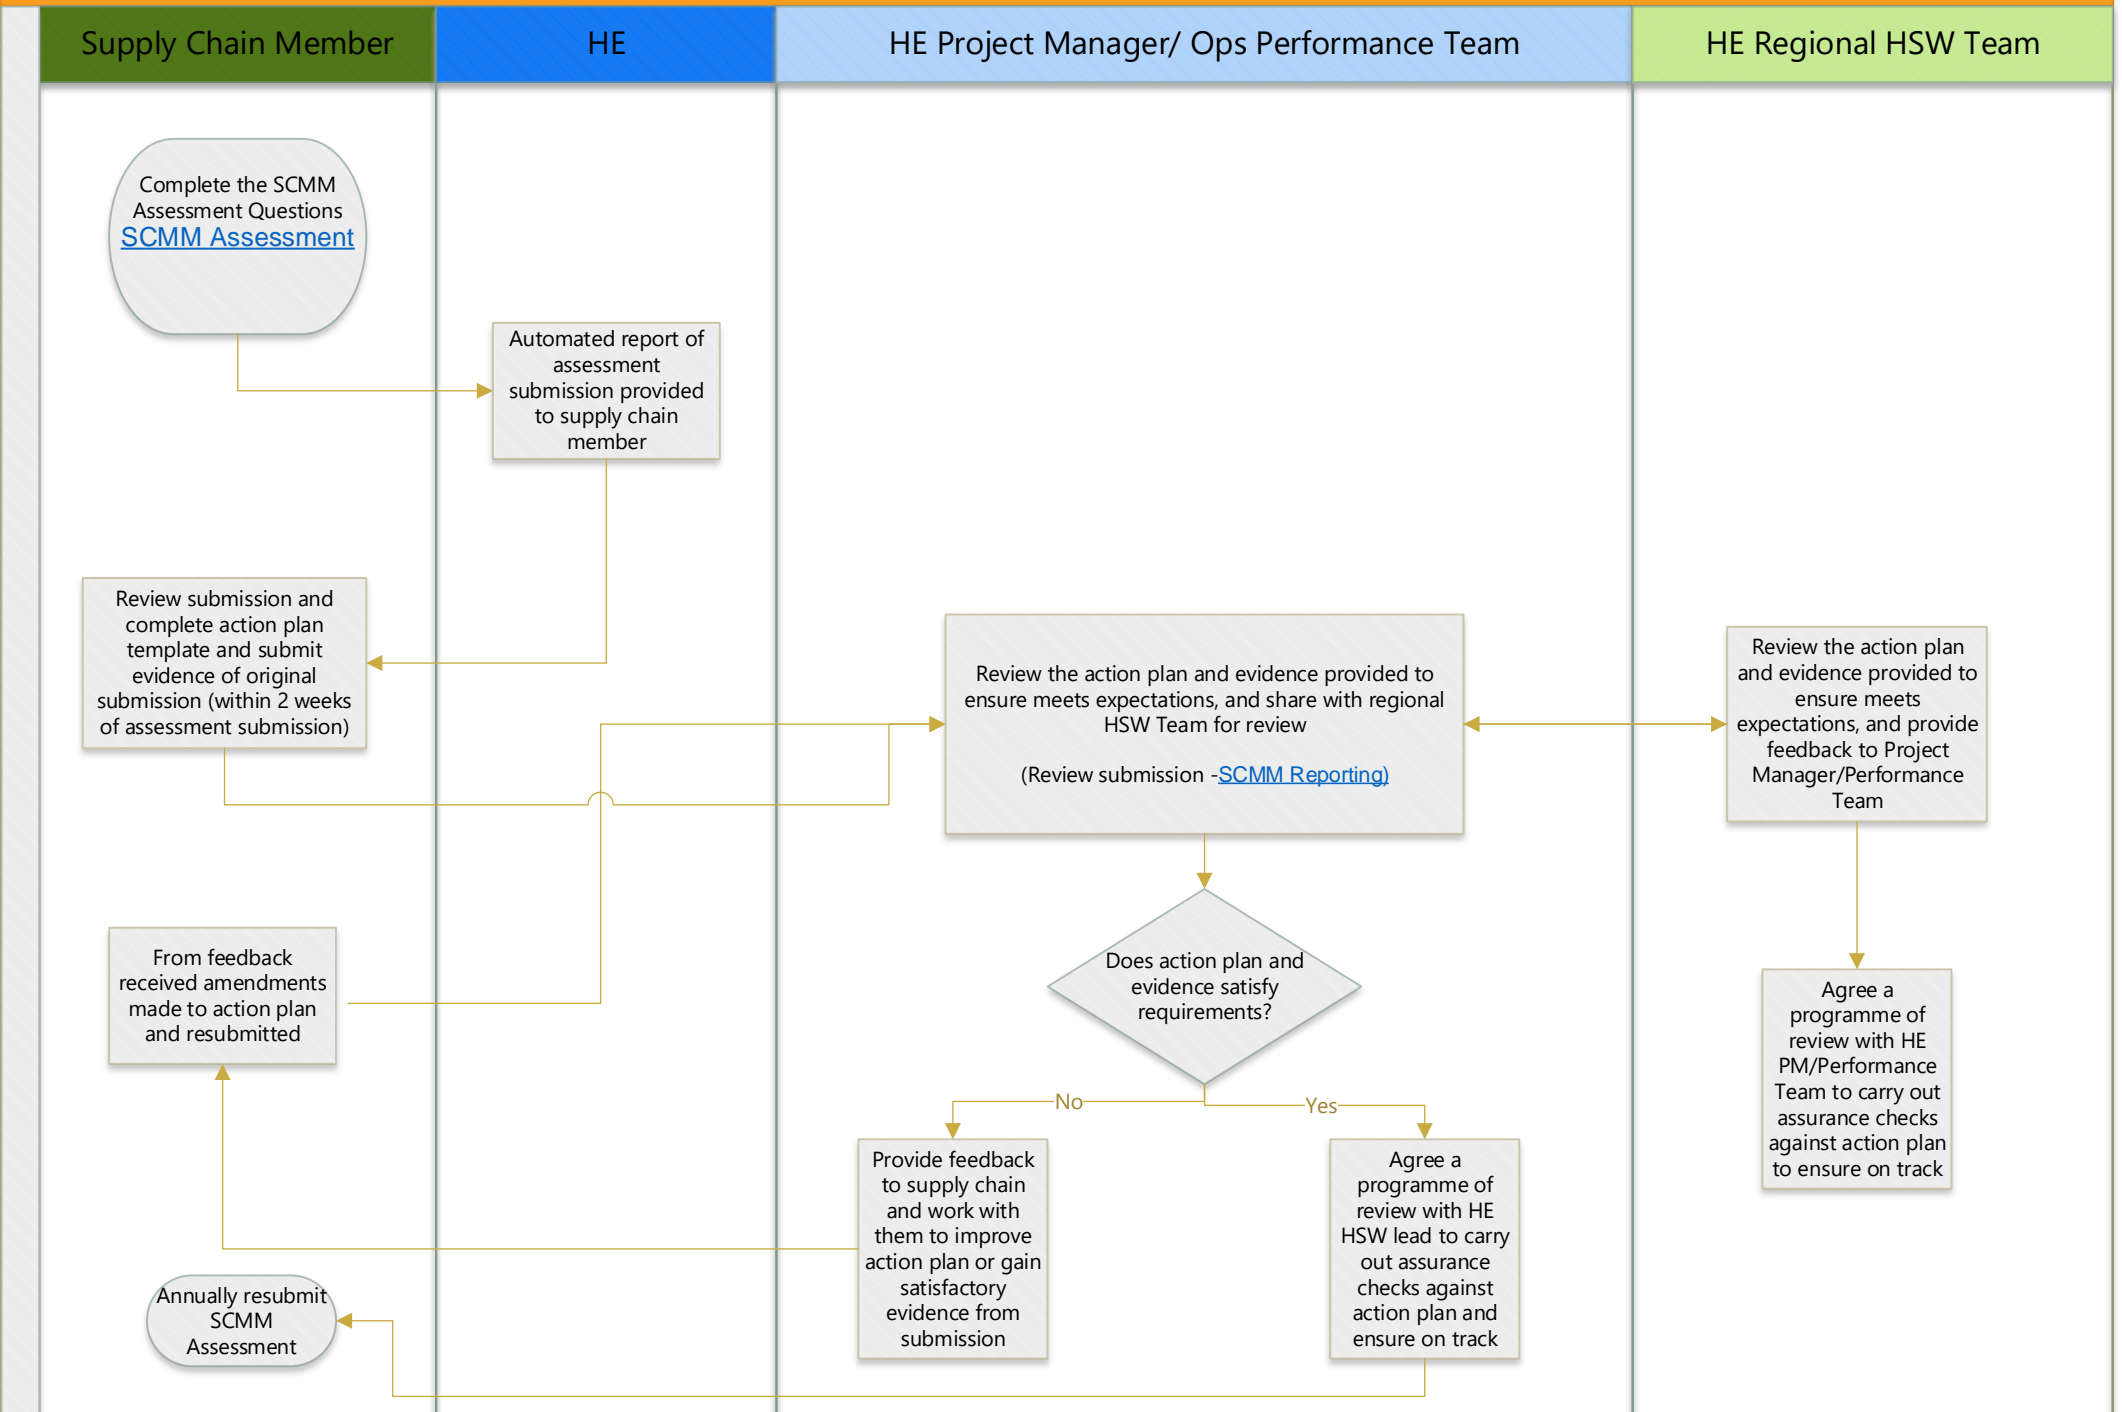 Supply Chain Member
HE
HE Project Manager/ Ops Performance Team
HE Regional HSW Team
Complete the SCMM
Assessment Questions
SCMM Assessment
Automated report of
assessment
submission provided
to supply chain
member
Review submission and
complete action plan
template and submit
evidence of original
submission (within 2 weeks
of assessment submission)
Review the action plan and evidence provided to
ensure meets expectations, and share with regional
HSW Team for review
(Review submission -SCMM Reporting)
Review the action plan
and evidence provided to
ensure meets
expectations, and provide
feedback to Project
Manager/Performance
Team
From feedback
received amendments
made to action plan
and resubmitted
Does action plan and
evidence satisfy
requirements?
Agree a
programme of
review with HE
PM/Performance
Team to carry out
assurance checks
against action plan
to ensure on track
No
Yes
Provide feedback
to supply chain
and work with
them to improve
action plan or gain
satisfactory
evidence from
submission
Agree a
programme of
review with HE
HSW lead to carry
out assurance
checks against
action plan and
ensure on track
Annually resubmit
SCMM
Assessment